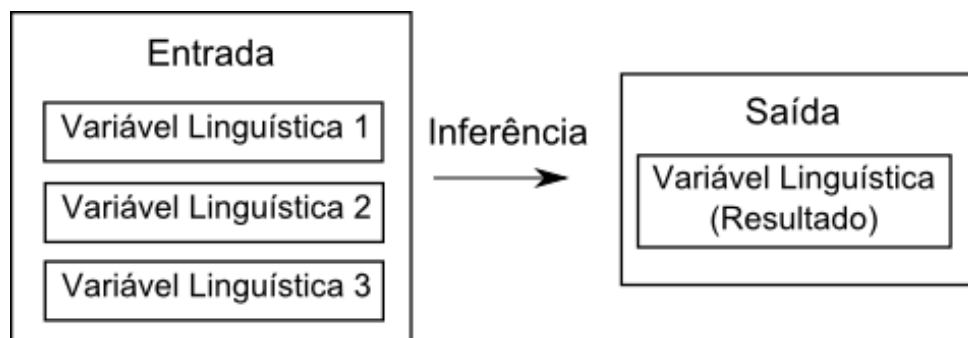 Entrada
Variável Linguística 1
Variável Linguística 2
Variável Linguística 3
Inferência
Saída
Variável Linguística
(Resultado)